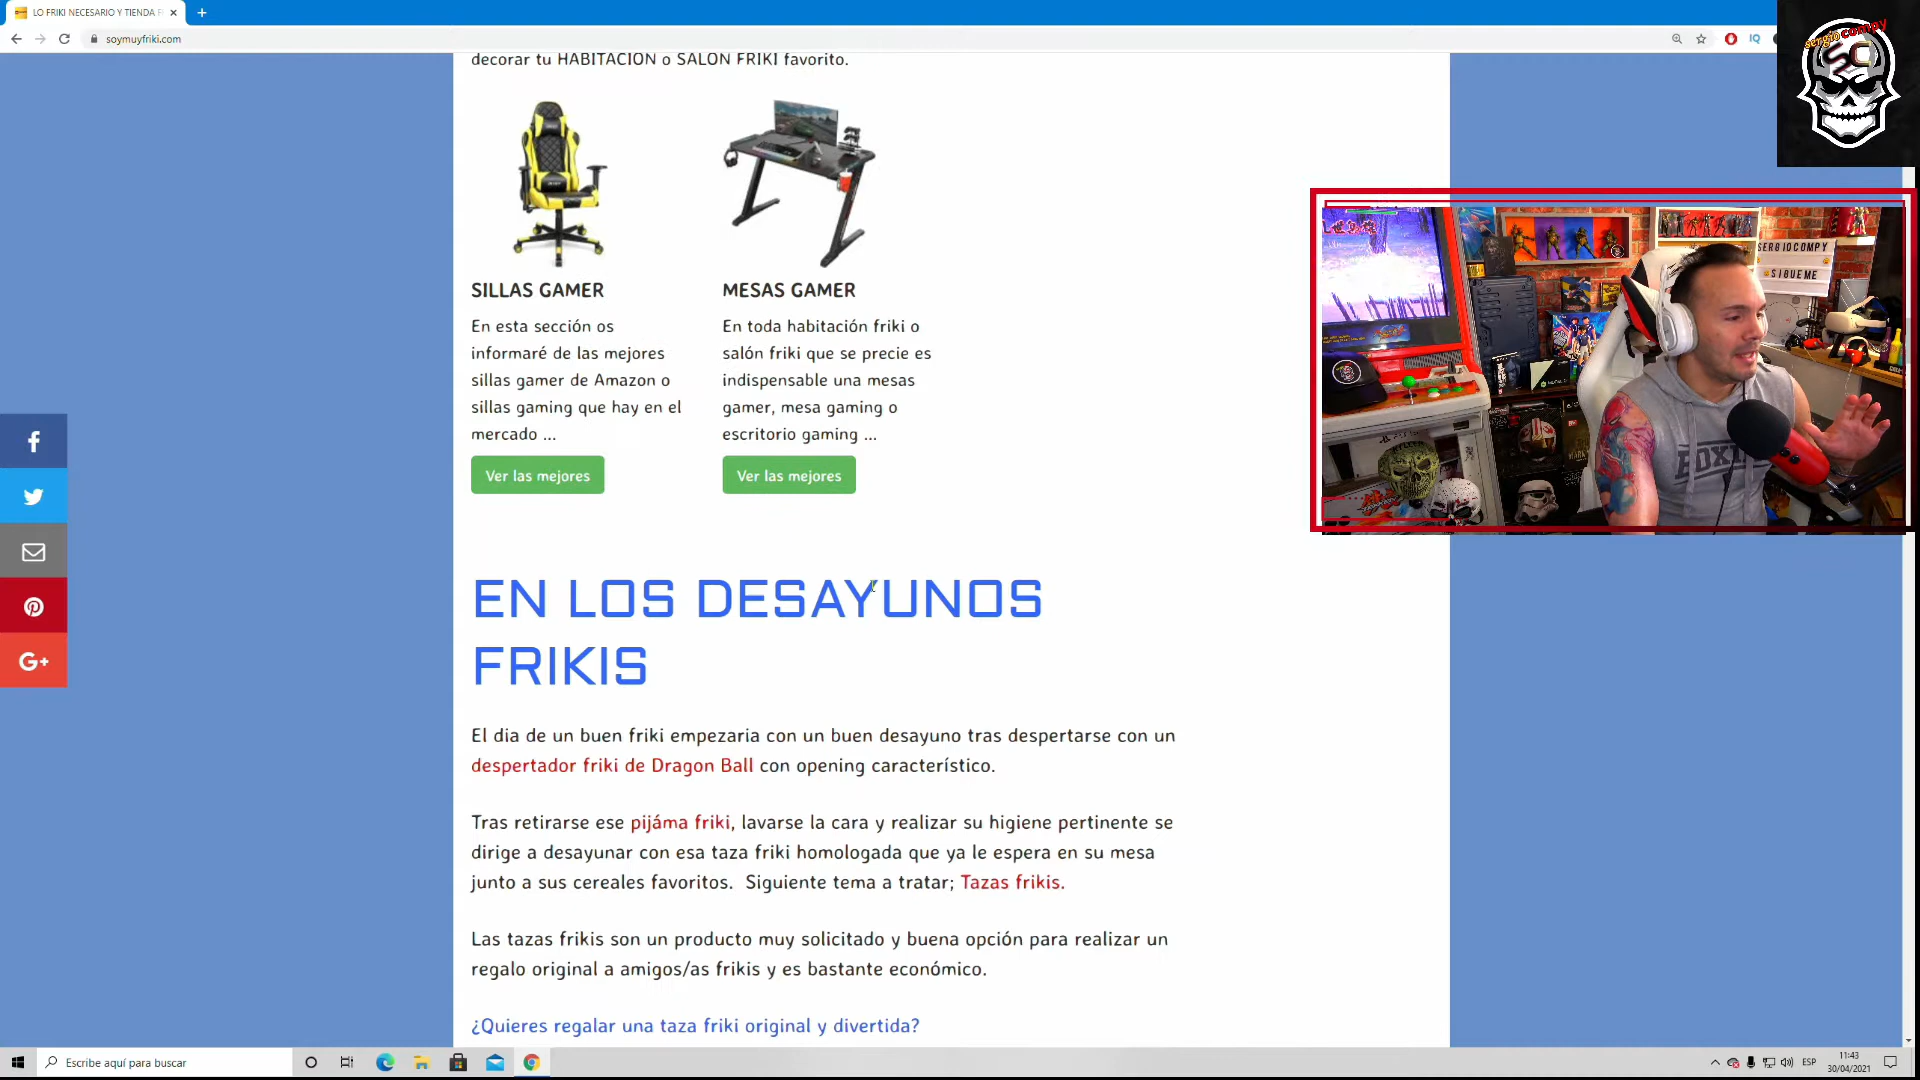 LO FRIKI NECESARIO Y TIENDA F
soymuyfriki.com
IQ
sergio compy
SC
decorar tu HABITACION o SALON FRIKI favorito.
SILLAS GAMER
En esta sección os
informaré de las mejores
sillas gamer de Amazon o
sillas gaming que hay en el
mercado ...
Ver las mejores
MESAS GAMER
En toda habitación friki o
salón friki que se precie es
indispensable una mesas
gamer, mesa gaming o
escritorio gaming ...
Ver las mejores
SERGIOCOMPY
SIGUEME
BOXI
EN LOS DESAYUNOS
FRIKIS
El dia de un buen friki empezaria con un buen desayuno tras despertarse con un
despertador friki de Dragon Ball con opening característico.
Tras retirarse ese pijáma friki, lavarse la cara y realizar su higiene pertinente se
dirige a desayunar con esa taza friki homologada que ya le espera en su mesa
junto a sus cereales favoritos. Siguiente tema a tratar; Tazas frikis.
Las tazas frikis son un producto muy solicitado y buena opción para realizar un
regalo original a amigos/as frikis y es bastante económico.
¿Quieres regalar una taza friki original y divertida?
G+
Escribe aquí para buscar
ESP
11:43
30/04/2021